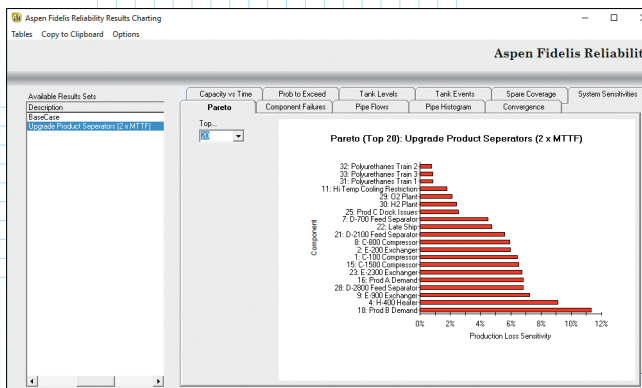 Aspen Fidelis Reliability Results Charting
Tables Copy to Clipboard Options
Aspen Fidelis Reliabilit
Available Results Sets
Description
BaseCase
Upgrade Product Seperators (2 x MTTF)
Capacity vs Time Prob to Exceed Tank Levels Tank Events Spare Coverage System Sensitivities
Pareto Component Failures Pipe Flows Pipe Histogram Convergence
Top...
20
Pareto (Top 20): Upgrade Product Seperators (2 x MTTF)
Component
32: Polyurethanes Train 2
33: Polyurethanes Train 3
31: Polyurethanes Train 1
11: Hi Temp Cooling Restriction
29: O2 Plant
30: H2 Plant
25: Prod C Dock Issues
7: D-700 Feed Separator
22: Late Ship
21: D-2100 Feed Separator
8: C-800 Compressor
2: E-200 Exchanger
1: C-100 Compressor
15: C-1500 Compressor
23: E-2300 Exchanger
16: Prod A Demand
28: D-2800 Feed Separator
9: E-900 Exchanger
4: H-400 Heater
18: Prod B Demand
0% 2% 4% 6% 8% 10% 12%
Production Loss Sensitivity